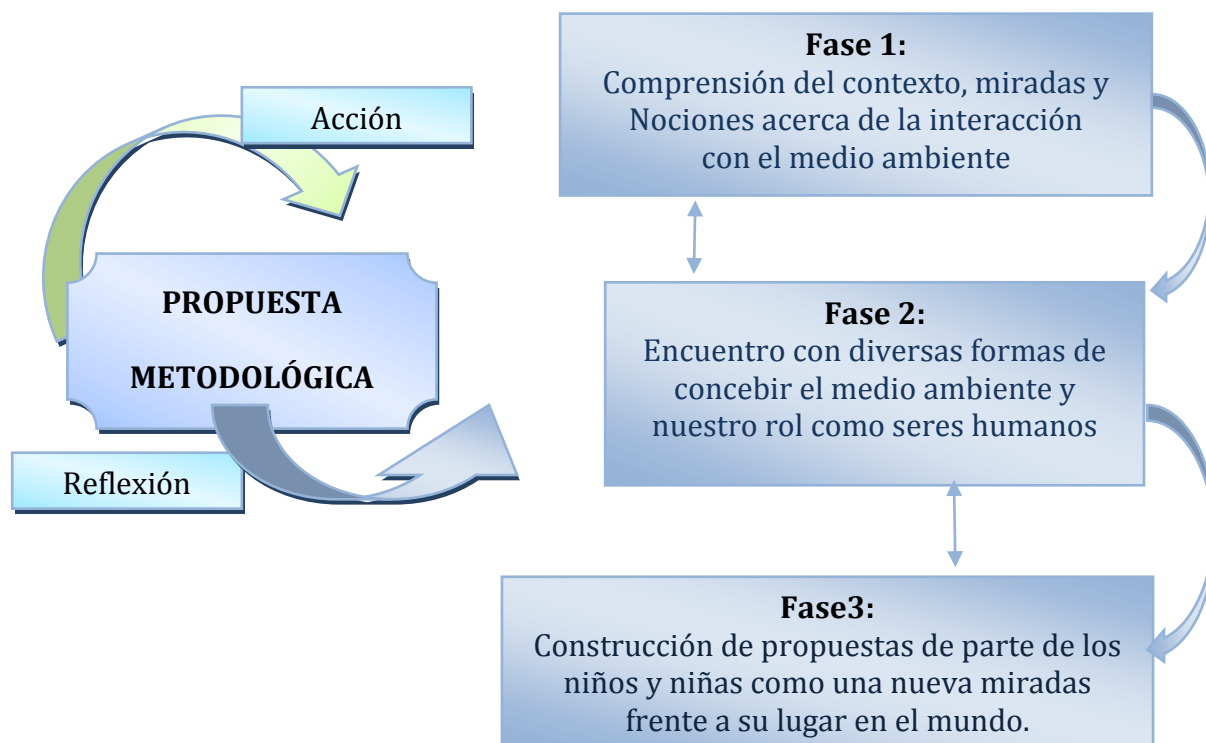 Acción
PROPUESTA
METODOLÓGICA
Reflexión
Fase 1:
Comprensión del contexto, miradas y
Nociones acerca de la interacción
con el medio ambiente
Fase 2:
Encuentro con diversas formas de
concebir el medio ambiente y
nuestro rol como seres humanos
Fase3:
Construcción de propuestas de parte de los
niños y niñas como una nueva miradas
frente a su lugar en el mundo.